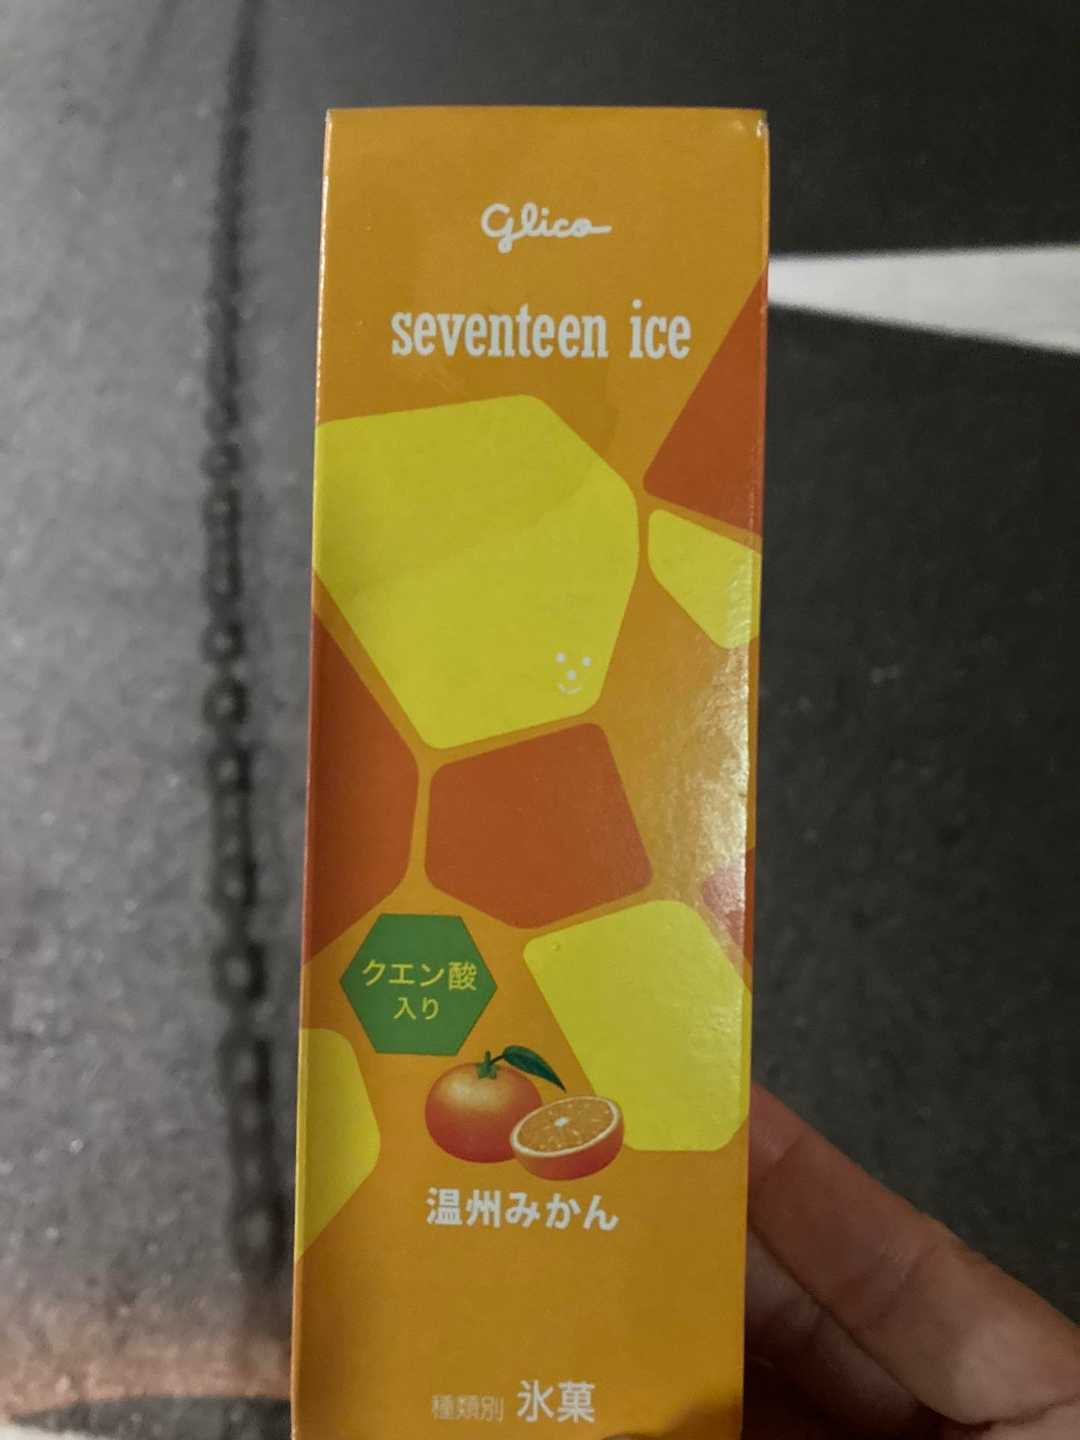 glico
seventeen ice
クエン酸
入り
温州みかん
種類別 氷菓